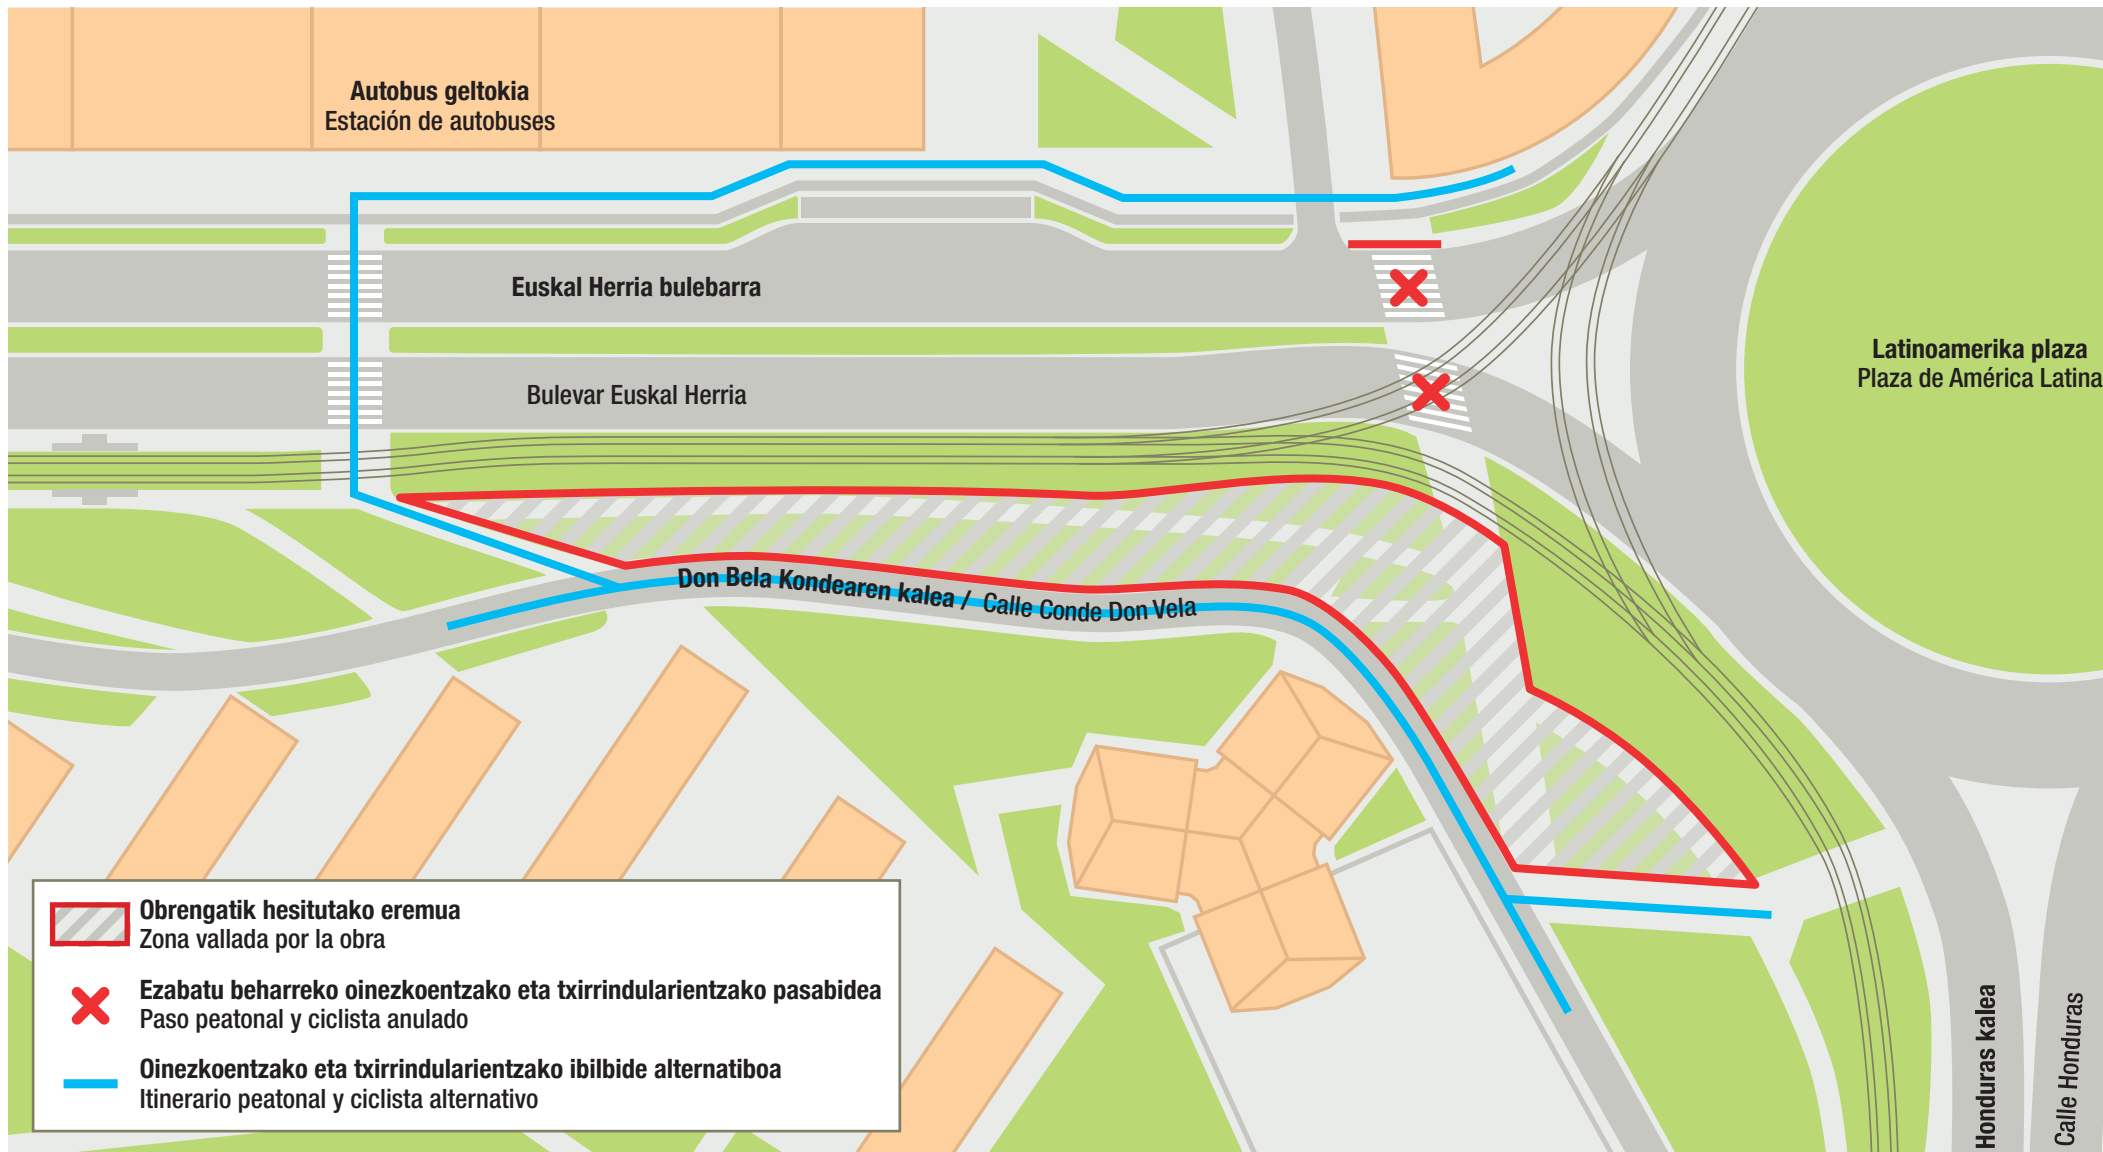 Autobus geltokia
Estación de autobuses
Euskal Herria bulebarra
Latinoamerika plaza
Plaza de América Latina
Bulevar Euskal Herria
Don Bela Kondearen kalea / Calle Conde Don Vela
Obrengatik hesitutako eremua
Zona vallada por la obra
Ezabatu beharreko oinezkoentzako eta txirrindularientzako pasabidea
Paso peatonal y ciclista anulado
Oinezkoentzako eta txirrindularientzako ibilbide alternatiboa
Itinerario peatonal y ciclista alternativo
Honduras kalea
Calle Honduras